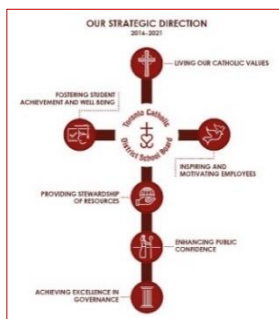 OUR STRATEGIC DIRECTION
2016-2021
LIVING OUR CATHOLIC VALUES
FOSTERING STUDENT
ACHIEVEMENT AND WELL BEING
Toronto Catholic
District School Board
INSPIRING AND
MOTIVATING EMPLOYEES
PROVIDING STEWARDSHIP
OF RESOURCES
ENHANCING PUBLIC
CONFIDENCE
ACHIEVING EXCELLENCE IN
GOVERNANCE